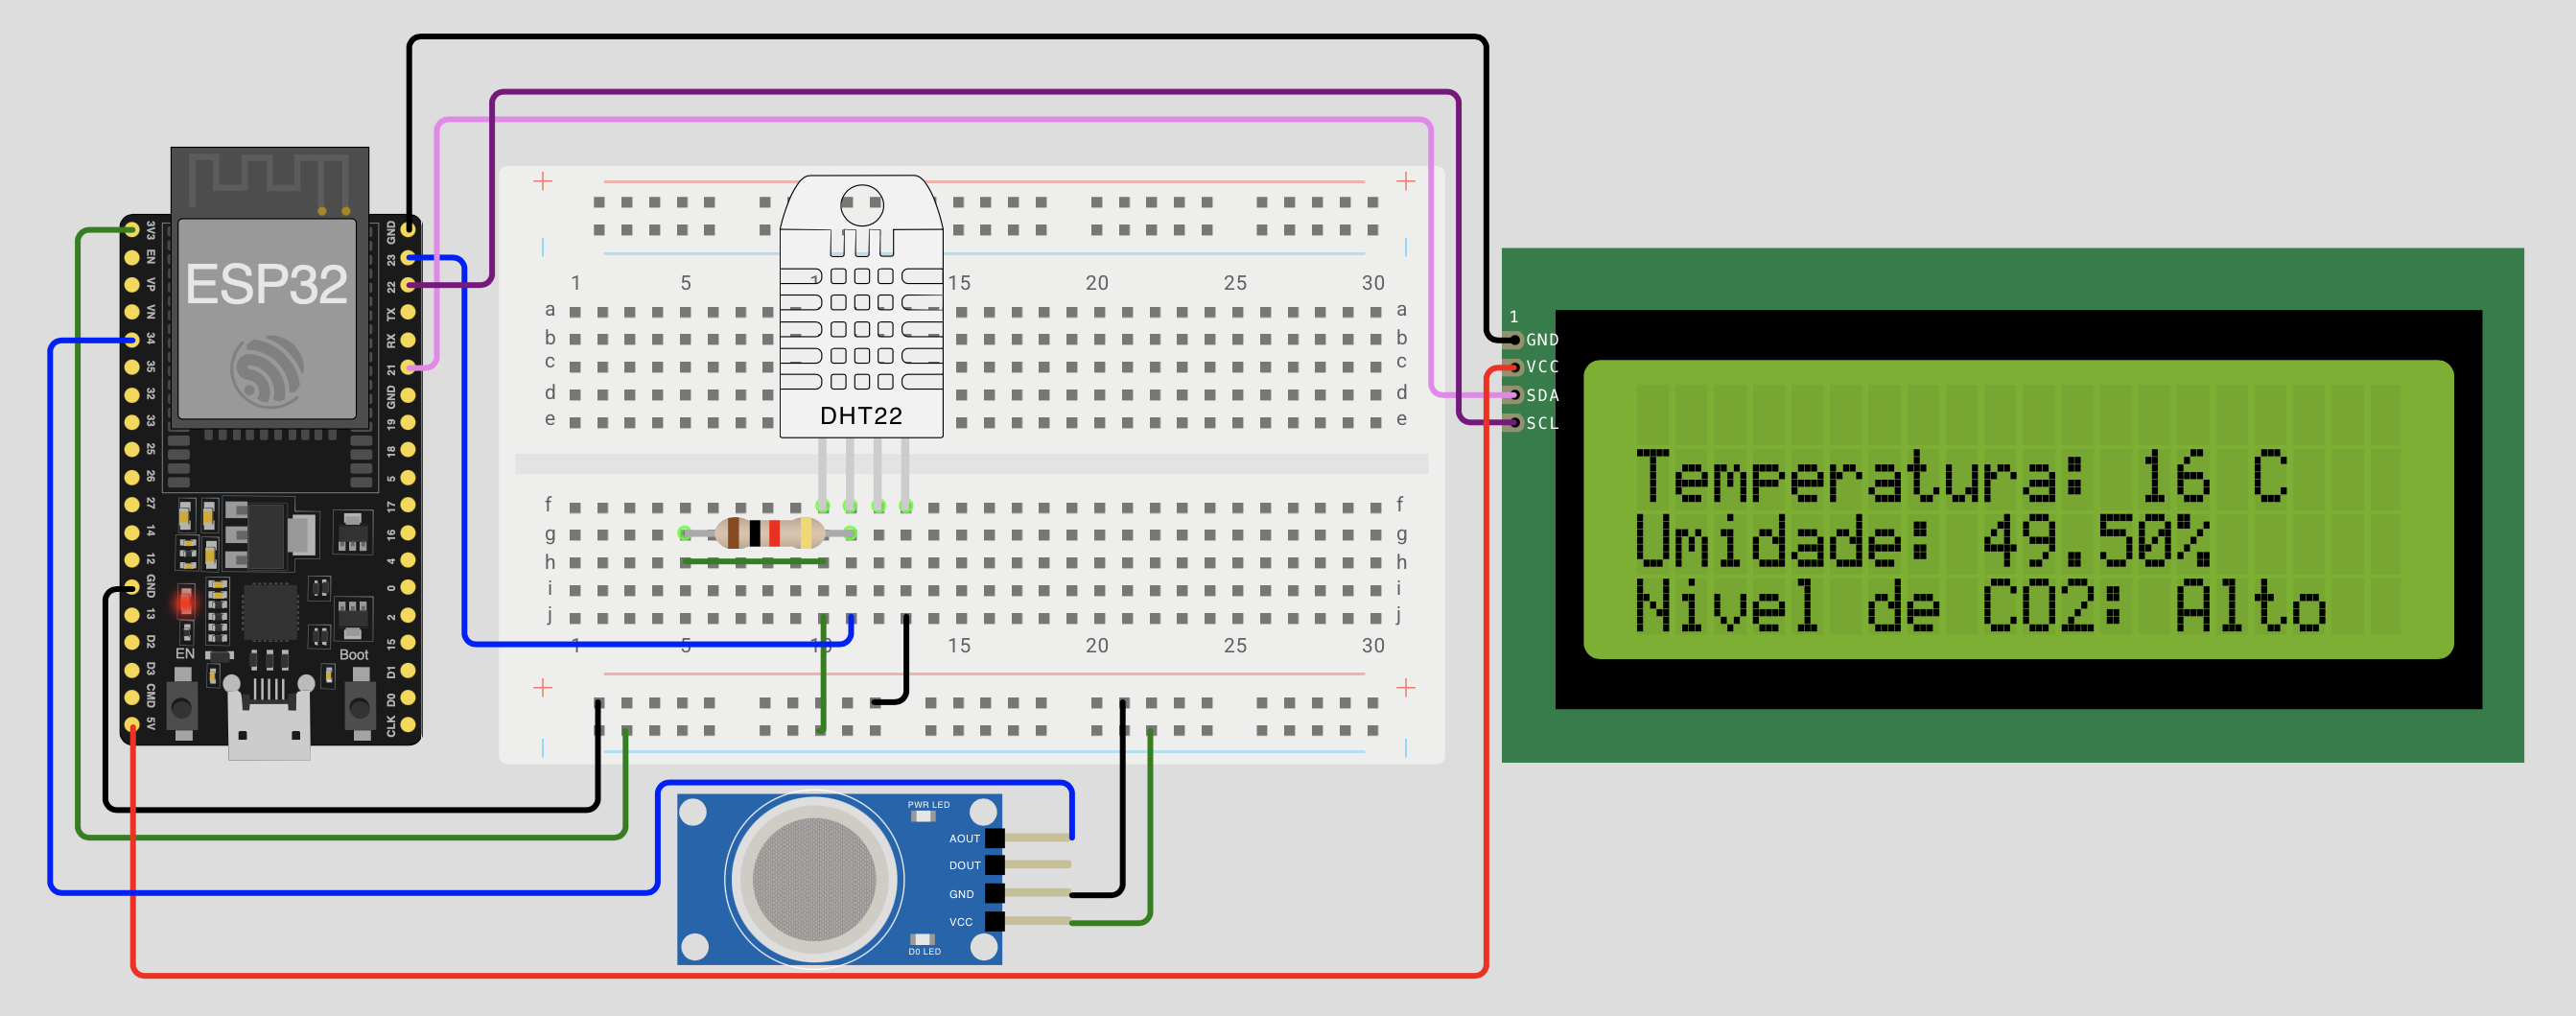 ESP32
3V3
EN
VP
VN
34
35
32
33
25
26
27
14
12
GND
13
D2
D3
CMD
5V
GND
23
22
TX
RX
21
GND
19
18
5
17
16
4
0
2
15
D1
D0
CLK
EN
Boot
1 5 15 20 25 30
a a
b b
c c
d d
e e
DHT22
f f
g g
h h
i i
j j
1 5 10 15 20 25 30
PWR LED
AOUT
DOUT
GND
VCC
D0 LED
1
GND
VCC
SDA
SCL
Temperatura: 16 C
Umidade: 49.50%
Nivel de CO2: Alto